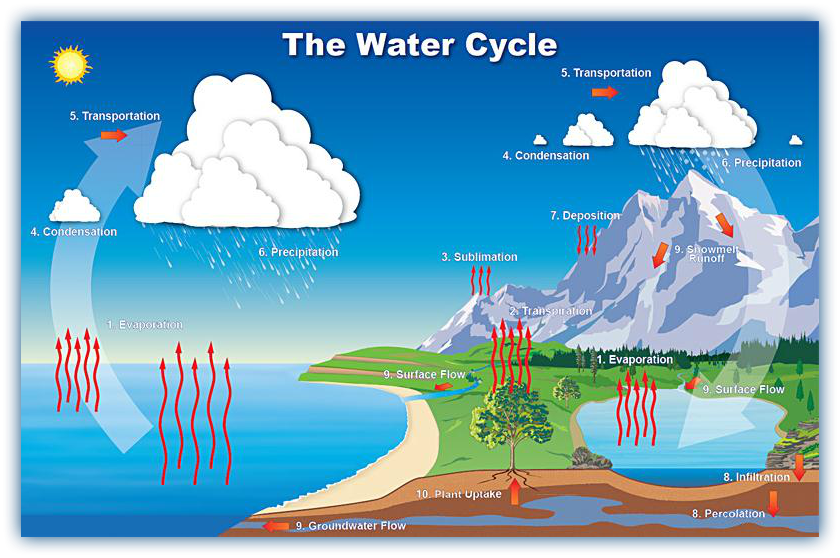 The Water Cycle
5. Transportation
5. Transportation
4. Condensation
6. Precipitation
7. Deposition
4. Condensation
6. Precipitation
9. Snowmelt
Runoff
3. Sublimation
2. Transpiration
1. Evaporation
1. Evaporation
9. Surface Flow
9. Surface Flow
8. Infiltration
10. Plant Uptake
8. Percolation
9. Groundwater Flow